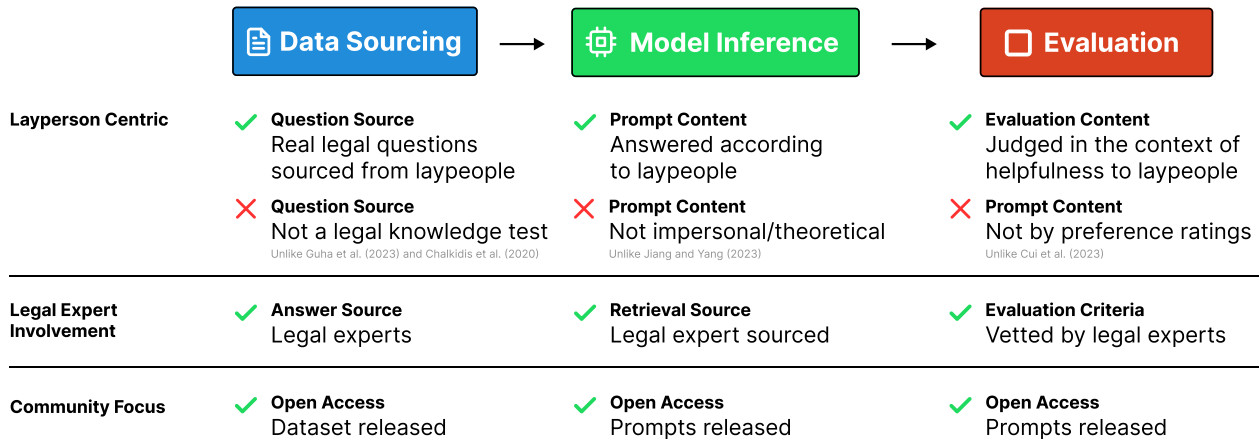 Data Sourcing
Model Inference
Evaluation
Layperson Centric
Question Source
Real legal questions
sourced from laypeople
Question Source
Not a legal knowledge test
Unlike Guha et al. (2023) and Chalkidis et al. (2020)
Prompt Content
Answered according
to laypeople
Prompt Content
Not impersonal/theoretical
Unlike Jiang and Yang (2023)
Evaluation Content
Judged in the context of
helpfulness to laypeople
Prompt Content
Not by preference ratings
Unlike Cui et al. (2023)
Legal Expert
Involvement
Answer Source
Legal experts
Retrieval Source
Legal expert sourced
Evaluation Criteria
Vetted by legal experts
Community Focus
Open Access
Dataset released
Open Access
Prompts released
Open Access
Prompts released